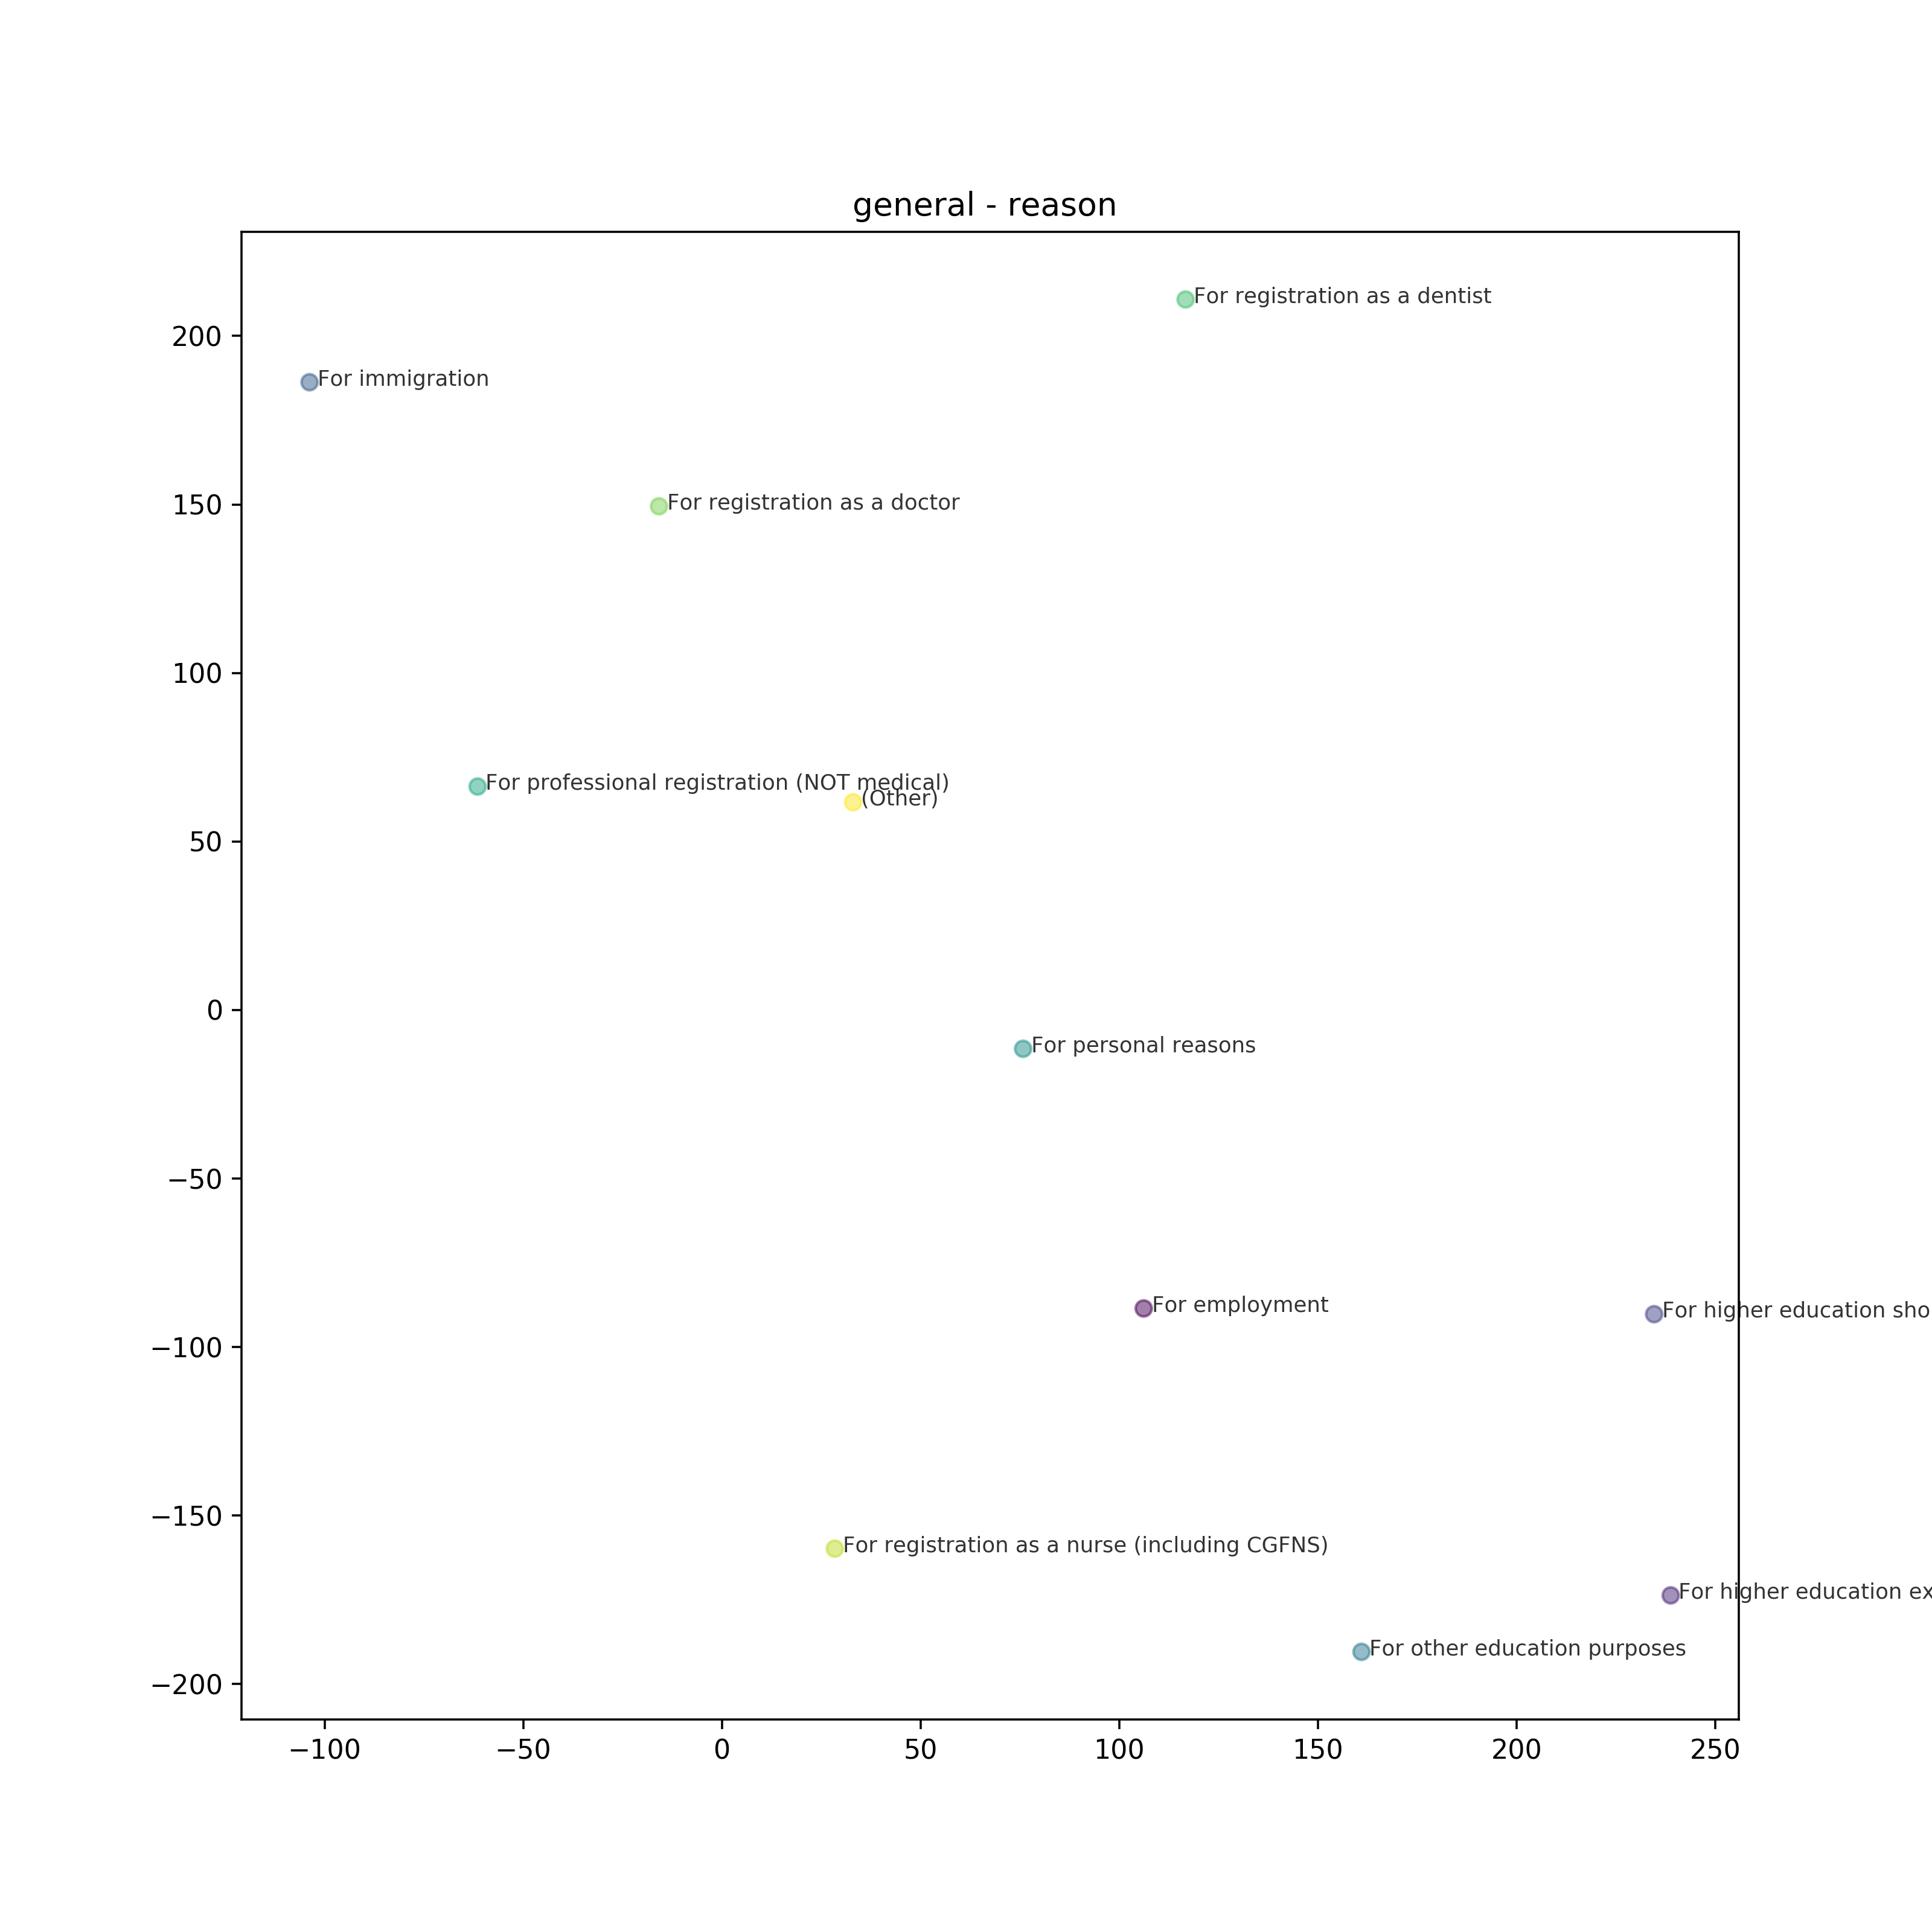 general - reason
For registration as a dentist
200
For immigration
150
For registration as a doctor
100
For professional registration (NOT medical)
(Other)
50
0
For personal reasons
−50
For employment
For higher education sho
−100
−150
For registration as a nurse (including CGFNS)
For higher education ex
For other education purposes
−200
−100 −50 0 50 100 150 200 250